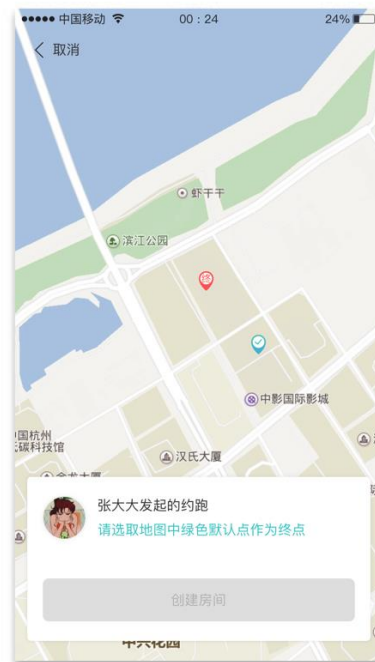 中国移动 00：24 24%
取消
虾干干
滨江公园
终
中影国际影城
国杭州
碳科技馆
汉氏大厦
张大大发起的约跑
请选取地图中绿色默认点作为终点
创建房间